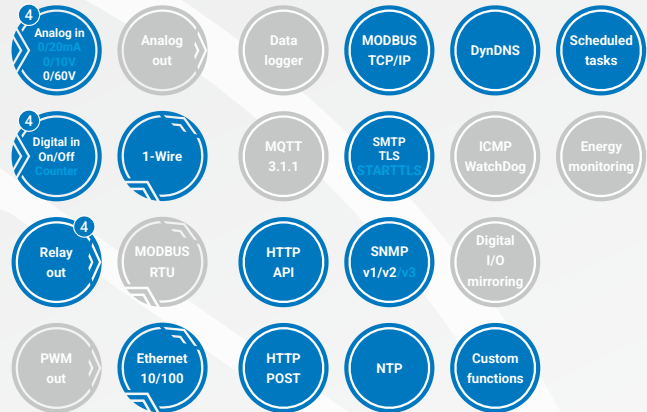 4
Analog in
0/20mA
0/10V
0/60V
Analog
out
Data
logger
MODBUS
TCP/IP
DynDNS
Scheduled
tasks
4
Digital in
On/Off
Counter
1-Wire
MQTT
3.1.1
SMTP
TLS
STARTTLS
ICMP
WatchDog
Energy
monitoring
4
Relay
out
MODBUS
RTU
HTTP
API
SNMP
v1/v2/v3
Digital
I/O
mirroring
PWM
out
Ethernet
10/100
HTTP
POST
NTP
Custom
functions